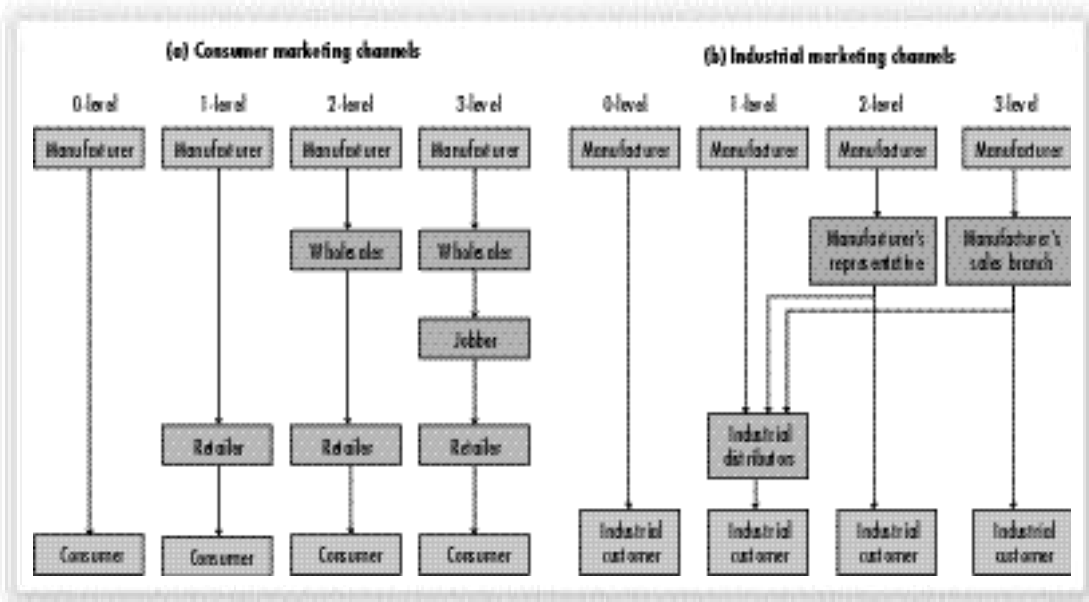 (a) Consumer marketing channels
0-level 1-level 2-level 3-level
Manufacturer Manufacturer Manufacturer Manufacturer
Wholesaler Wholesaler
Jobber
Retailer Retailer Retailer
Consumer Consumer Consumer Consumer
(b) Industrial marketing channels
0-level 1-level 2-level 3-level
Manufacturer Manufacturer Manufacturer Manufacturer
Manufacturer's Manufacturer's
representative sales branch
Industrial
distributors
Industrial Industrial Industrial Industrial
customer customer customer customer